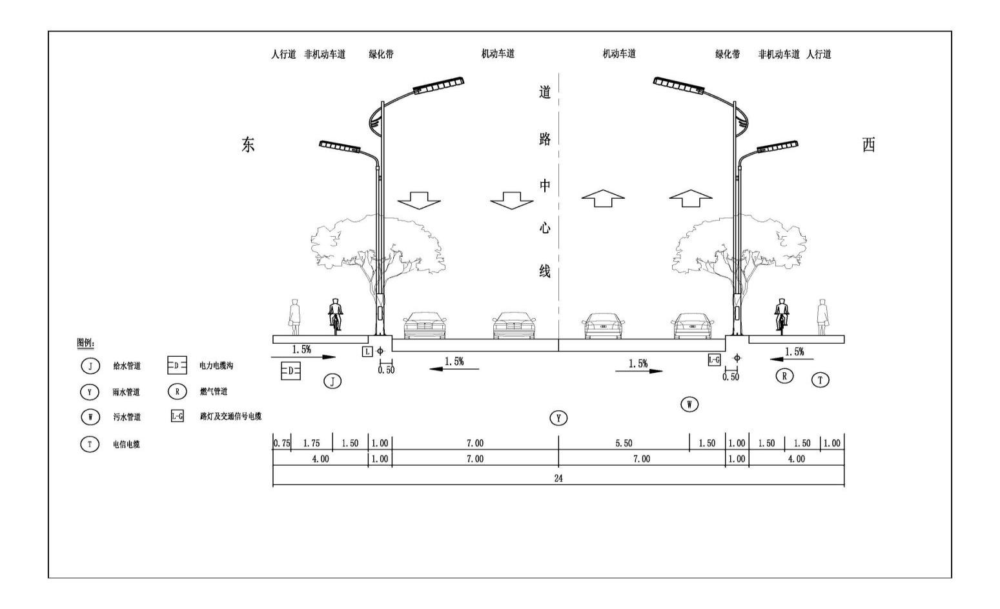 人行道 非机动车道 绿化带 机动车道 机动车道 绿化带 非机动车道 人行道
道路中心线
东
西
图例:
J 给水管道
D 电力电缆沟
Y 雨水管道
R 燃气管道
W 污水管道
L-G 路灯及交通信号电缆
T 电信电缆
1.5%
L
0.50
1.5%
1.5%
L-G
0.50
1.5%
D
J
R
T
W
Y
0.75 1.75 1.50 1.00 7.00 5.50 1.50 1.00 1.50 1.50 1.00
4.00 1.00 7.00 7.00 1.00 4.00
24